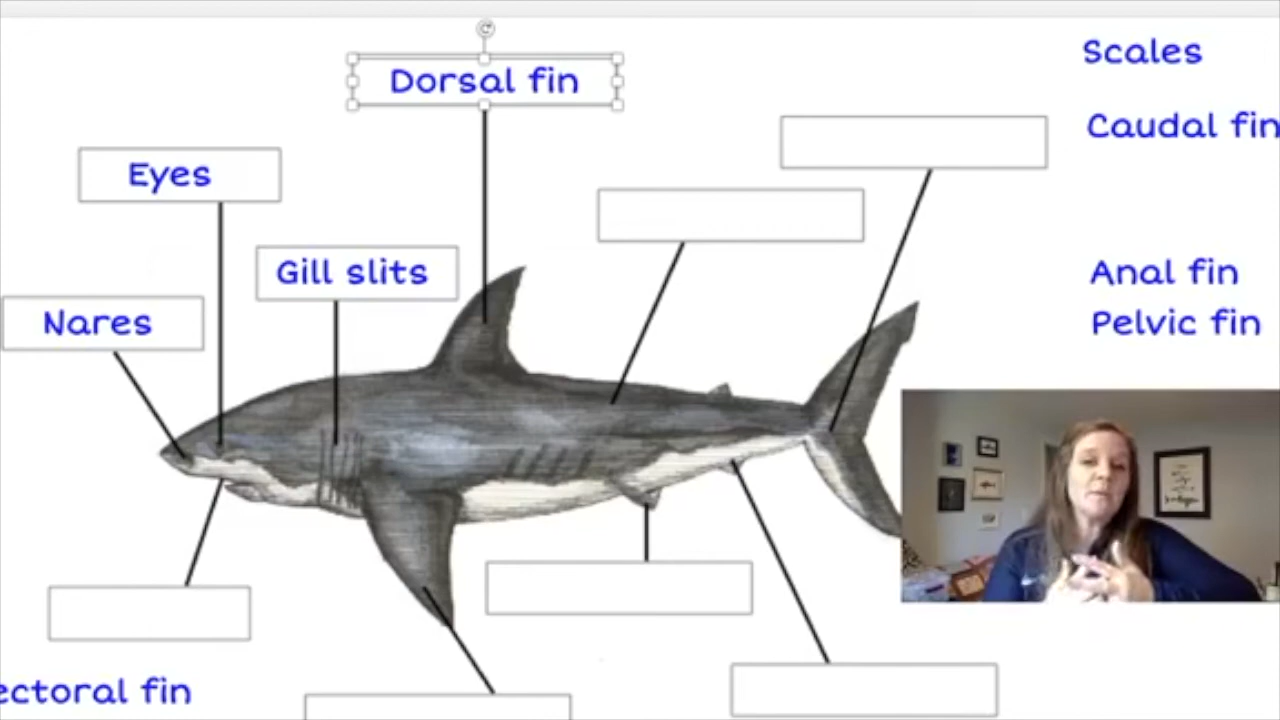 Scales
Dorsal fin
Caudal fin
Eyes
Gill slits
Anal fin
Nares
Pelvic fin
ectoral fin